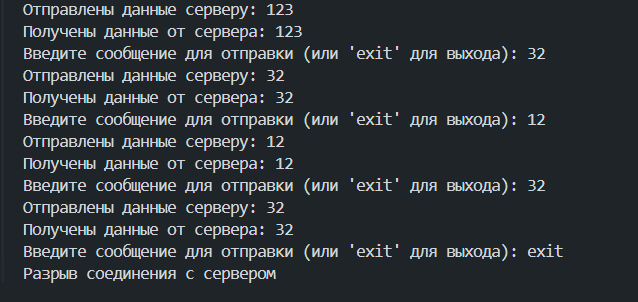 Отправлены данные серверу: 123
Получены данные от сервера: 123
Введите сообщение для отправки (или 'exit' для выхода): 32
Отправлены данные серверу: 32
Получены данные от сервера: 32
Введите сообщение для отправки (или 'exit' для выхода): 12
Отправлены данные серверу: 12
Получены данные от сервера: 12
Введите сообщение для отправки (или 'exit' для выхода): 32
Отправлены данные серверу: 32
Получены данные от сервера: 32
Введите сообщение для отправки (или 'exit' для выхода): exit
Разрыв соединения с сервером